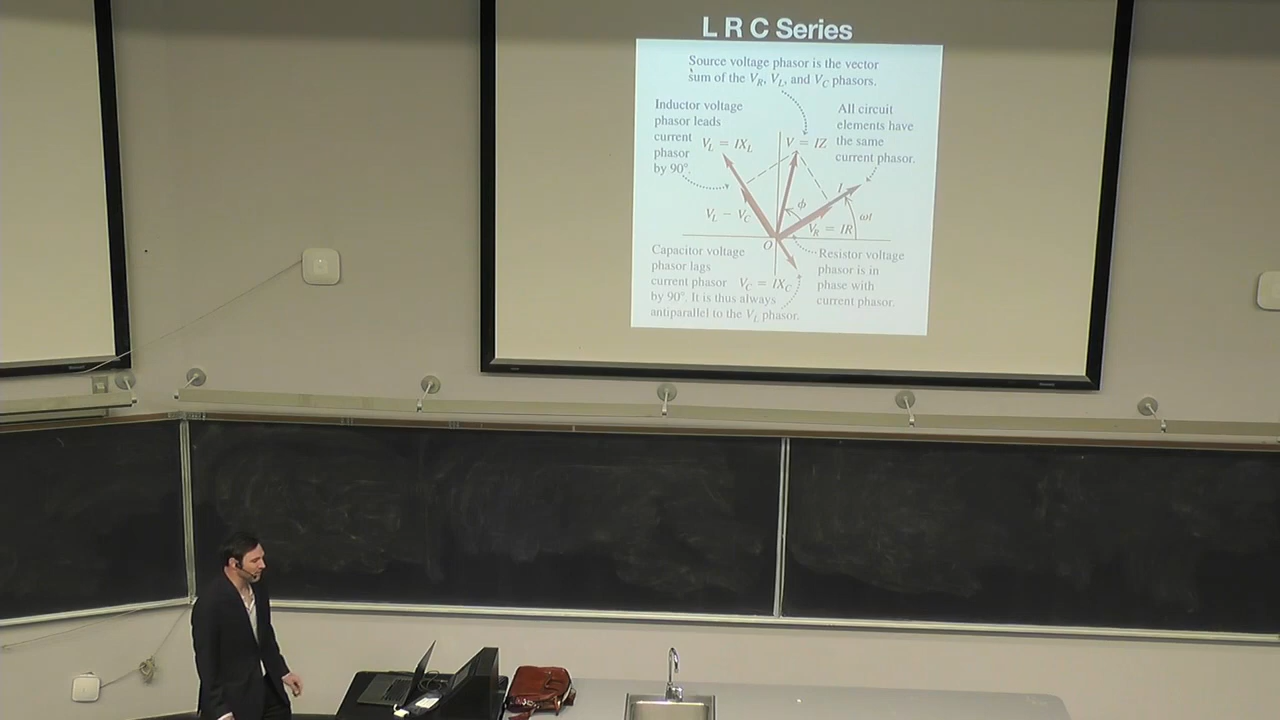 L R C Series
Source voltage phasor is the vector
sum of the V_R, V_L, and V_C phasors.
Inductor voltage
phasor leads
current
phasor
by 90°.
All circuit
elements have
the same
current phasor.
V_L = IX_L
V = IZ
I
ϕ
ωt
V_L − V_C
V_R = IR
O
Capacitor voltage
phasor lags
current phasor
by 90°. It is thus always
antiparallel to the V_L phasor.
V_C = IX_C
Resistor voltage
phasor is in
phase with
current phasor.